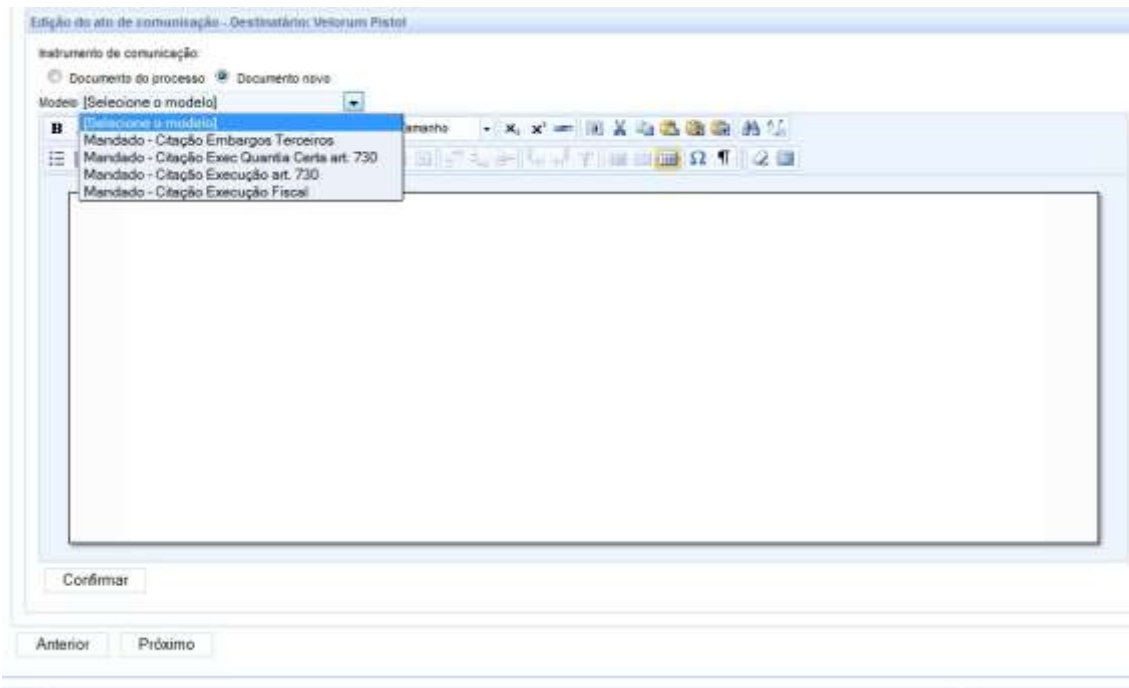 Edição do ato de comunicação - Destinatário: Velorum Pistol
Instrumento de comunicação:
Documento do processo Documento novo
Modelo [Selecione o modelo]
[Selecione o modelo]
B
Mandado - Citação Embargos Terceiros
Mandado - Citação Exec Quantia Certa art. 730
Mandado - Citação Execução art. 730
Mandado - Citação Execução Fiscal
Confirmar
Anterior Próximo